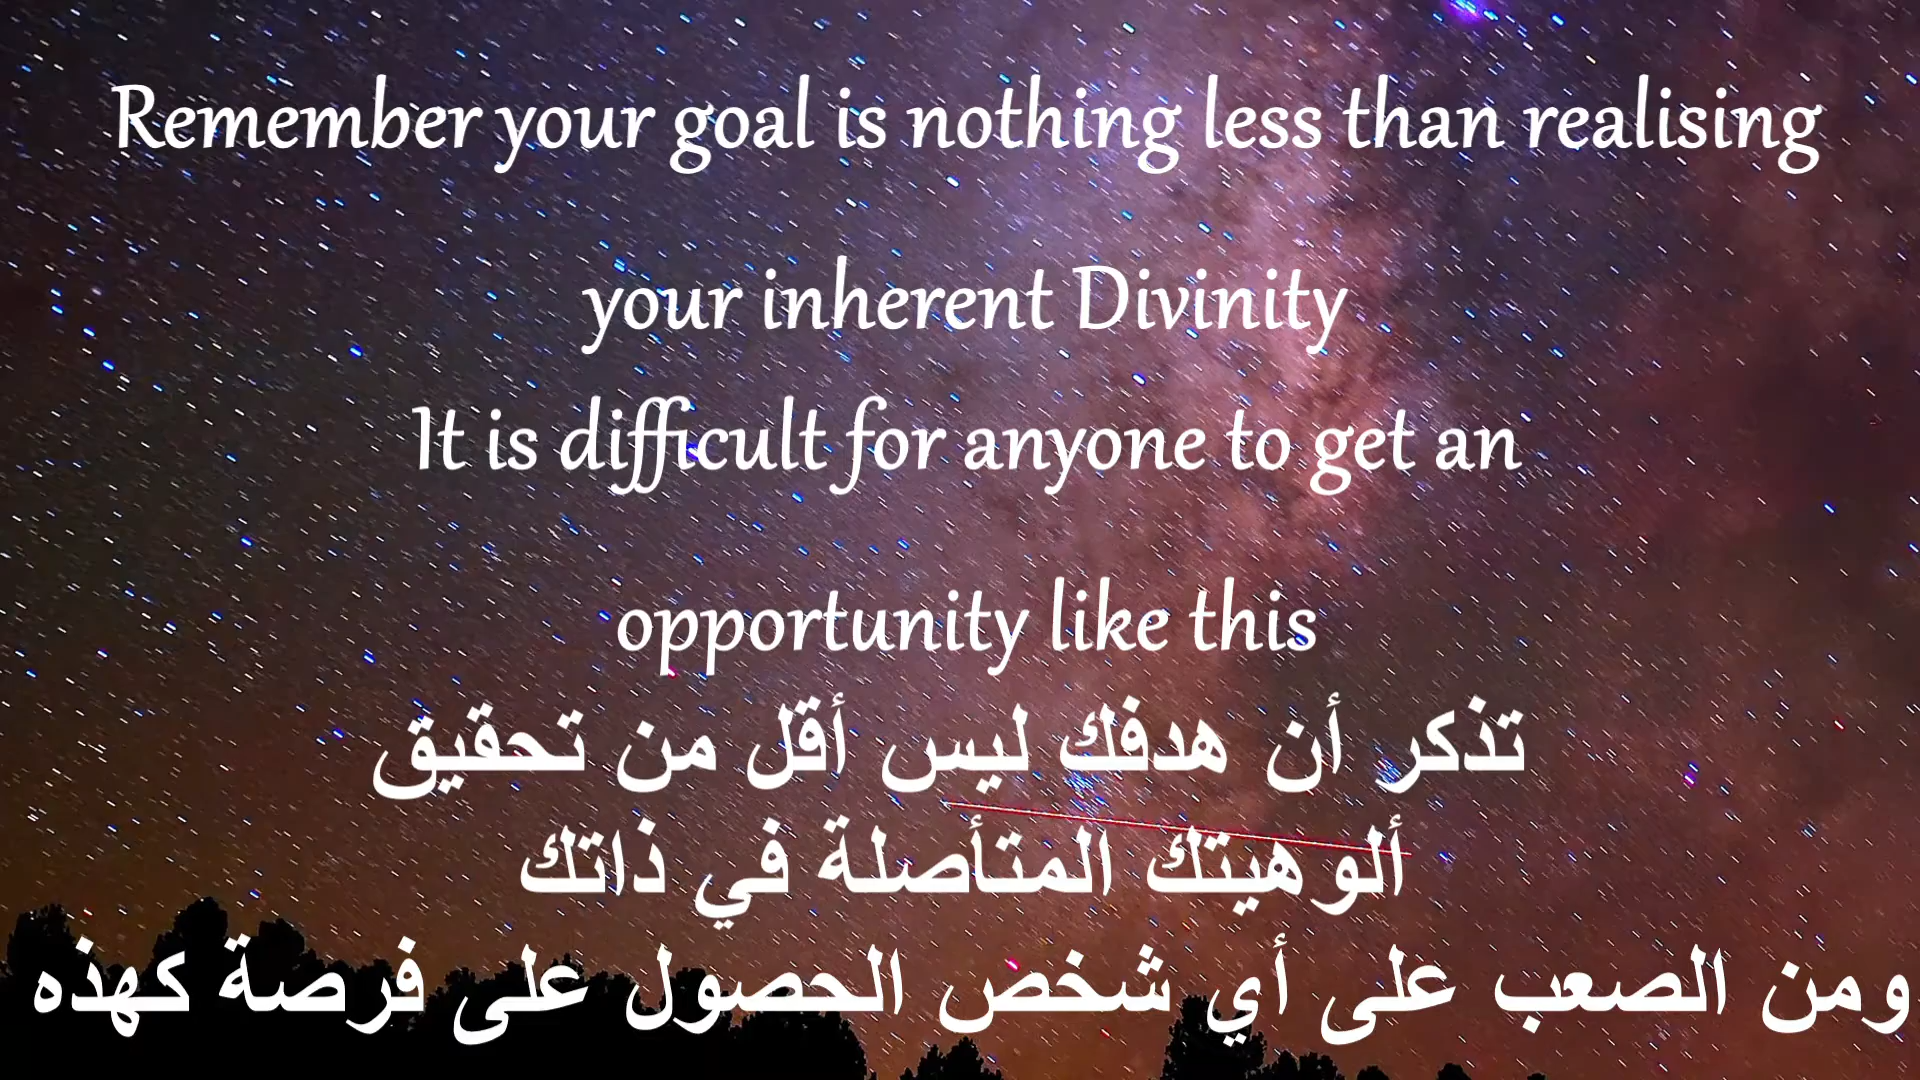 Remember your goal is nothing less than realising
your inherent Divinity
It is difficult for anyone to get an
opportunity like this
تذكر أن هدفك ليس أقل من تحقيق
ألوهيتك المتأصلة في ذاتك
ومن الصعب على أي شخص الحصول على فرصة كهذه